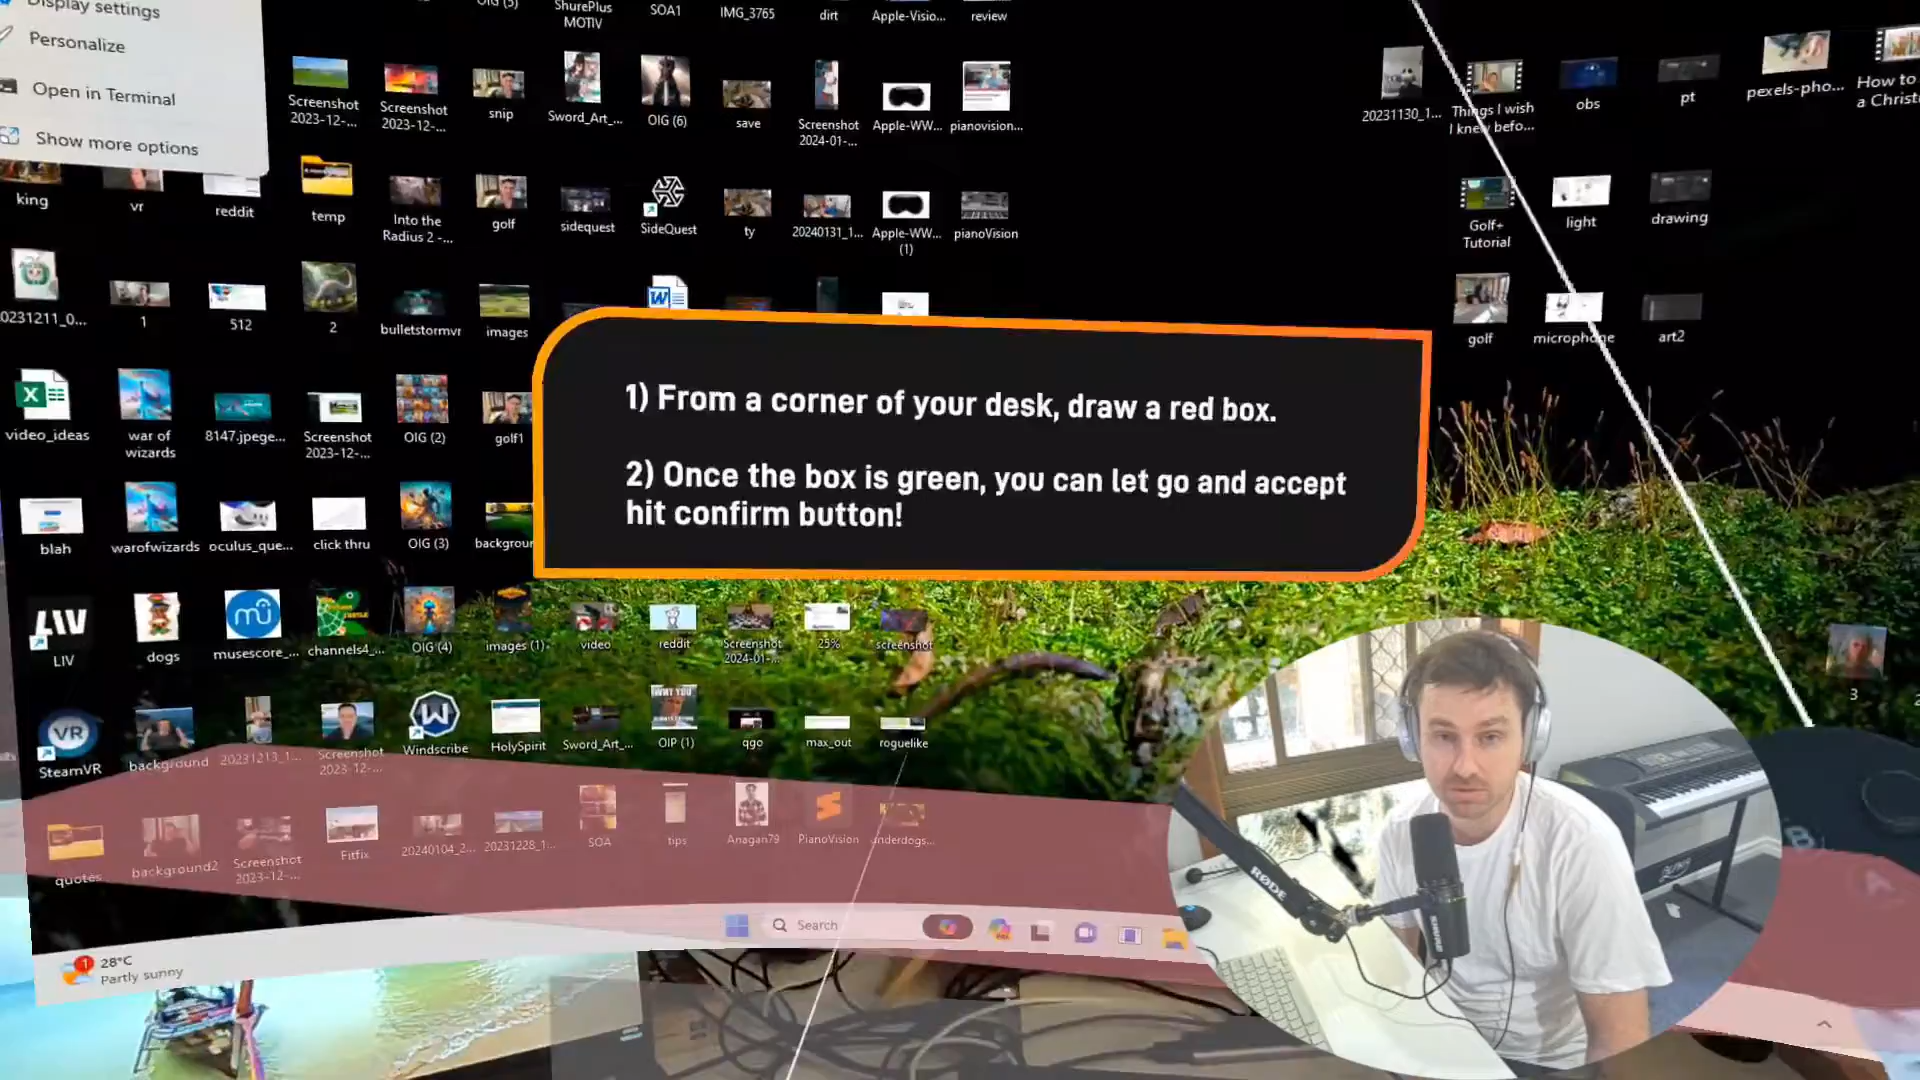 Display settings
Personalize
Open in Terminal
Show more options
ShurePlus
MOTIV
SOA1
IMG_3765
dirt
Apple-Visio...
review
Screenshot
2023-12-...
Screenshot
2023-12-...
snip
Sword_Art_...
OIG (6)
save
Screenshot
2024-01-...
Apple-WW...
pianovision...
20231130_1...
Things I wish
I knew befo...
obs
pt
pexels-pho...
How to
a Christ
king
vr
reddit
temp
Into the
Radius 2 -...
golf
sidequest
SideQuest
ty
20240131_1...
Apple-WW...
(1)
pianoVision
Golf+
Tutorial
light
drawing
20231211_0...
1
512
2
bulletstormvr
images
golf
microphone
art2
1) From a corner of your desk, draw a red box.
2) Once the box is green, you can let go and accept
hit confirm button!
video_ideas
war of
wizards
8147.jpege...
Screenshot
2023-12-...
OIG (2)
golf1
blah
warofwizards
oculus_que...
click thru
OIG (3)
backgrour
LIV
LIV
dogs
musescore_...
channels4_...
OIG (4)
images (1)
video
reddit
Screenshot
2024-01-...
25%
screenshot
3
VR
SteamVR
background
20231213_1...
Screenshot
2023-12-...
Windscribe
HolySpirit
Sword_Art_...
OIP (1)
qgo
max_out
roguelike
quotes
background2
Screenshot
2023-12-...
Fitfix
20240104_2...
20231228_1...
SOA
tips
Anagan79
PianoVision
underdogs...
RØDE
SHURE
Search
1
28°C
Partly sunny